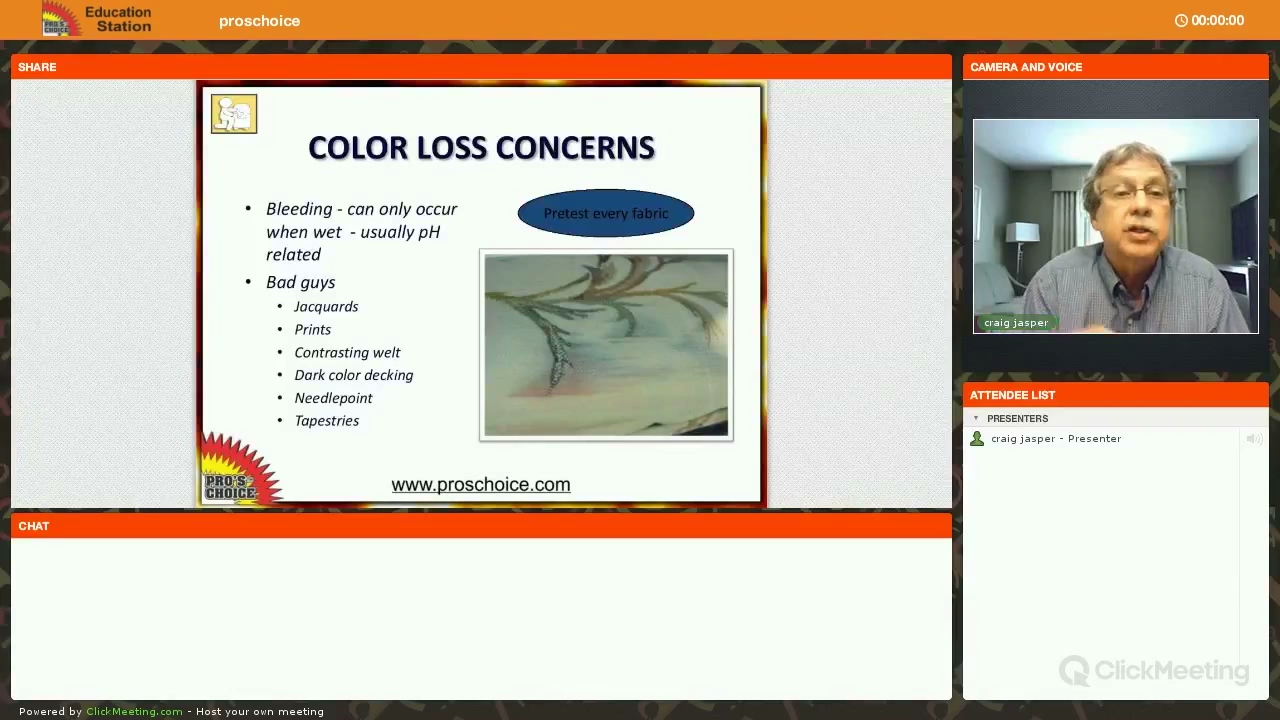 PRO'S
CHOICE
Education
Station
proschoice
00:00:00
SHARE
COLOR LOSS CONCERNS
• Bleeding - can only occur
when wet - usually pH
related
• Bad guys
• Jacquards
• Prints
• Contrasting welt
• Dark color decking
• Needlepoint
• Tapestries
Pretest every fabric
PRO'S
CHOICE
www.proschoice.com
CAMERA AND VOICE
craig jasper
ATTENDEE LIST
PRESENTERS
craig jasper - Presenter
CHAT
ClickMeeting
Powered by ClickMeeting.com - Host your own meeting